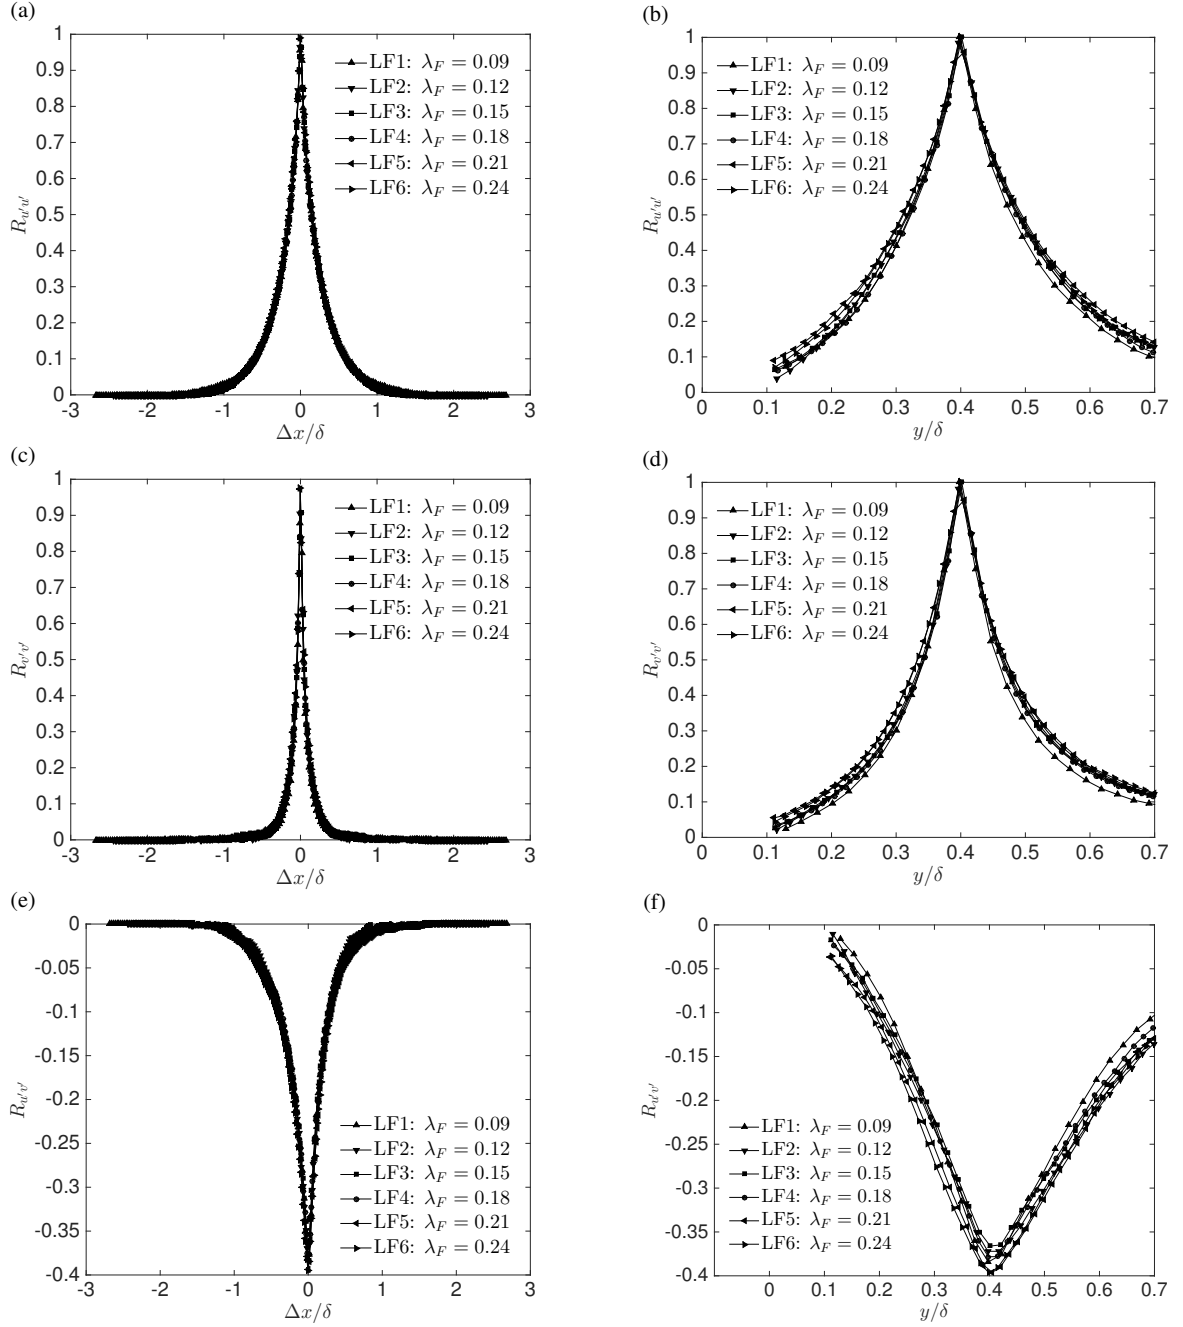 (a)
1
0.9
0.8
0.7
0.6
0.5
0.4
0.3
0.2
0.1
0
-3
-2
-1
0
1
2
3
R_{u'u'}
Δx/δ
LF1: λ_F = 0.09
LF2: λ_F = 0.12
LF3: λ_F = 0.15
LF4: λ_F = 0.18
LF5: λ_F = 0.21
LF6: λ_F = 0.24
(b)
1
0.9
0.8
0.7
0.6
0.5
0.4
0.3
0.2
0.1
0
0
0.1
0.2
0.3
0.4
0.5
0.6
0.7
R_{u'u'}
y/δ
LF1: λ_F = 0.09
LF2: λ_F = 0.12
LF3: λ_F = 0.15
LF4: λ_F = 0.18
LF5: λ_F = 0.21
LF6: λ_F = 0.24
(c)
1
0.9
0.8
0.7
0.6
0.5
0.4
0.3
0.2
0.1
0
-3
-2
-1
0
1
2
3
R_{v'v'}
Δx/δ
LF1: λ_F = 0.09
LF2: λ_F = 0.12
LF3: λ_F = 0.15
LF4: λ_F = 0.18
LF5: λ_F = 0.21
LF6: λ_F = 0.24
(d)
1
0.9
0.8
0.7
0.6
0.5
0.4
0.3
0.2
0.1
0
0
0.1
0.2
0.3
0.4
0.5
0.6
0.7
R_{v'v'}
y/δ
LF1: λ_F = 0.09
LF2: λ_F = 0.12
LF3: λ_F = 0.15
LF4: λ_F = 0.18
LF5: λ_F = 0.21
LF6: λ_F = 0.24
(e)
0
-0.05
-0.1
-0.15
-0.2
-0.25
-0.3
-0.35
-0.4
-3
-2
-1
0
1
2
3
R_{u'v'}
Δx/δ
LF1: λ_F = 0.09
LF2: λ_F = 0.12
LF3: λ_F = 0.15
LF4: λ_F = 0.18
LF5: λ_F = 0.21
LF6: λ_F = 0.24
(f)
0
-0.05
-0.1
-0.15
-0.2
-0.25
-0.3
-0.35
-0.4
0
0.1
0.2
0.3
0.4
0.5
0.6
0.7
R_{u'v'}
y/δ
LF1: λ_F = 0.09
LF2: λ_F = 0.12
LF3: λ_F = 0.15
LF4: λ_F = 0.18
LF5: λ_F = 0.21
LF6: λ_F = 0.24